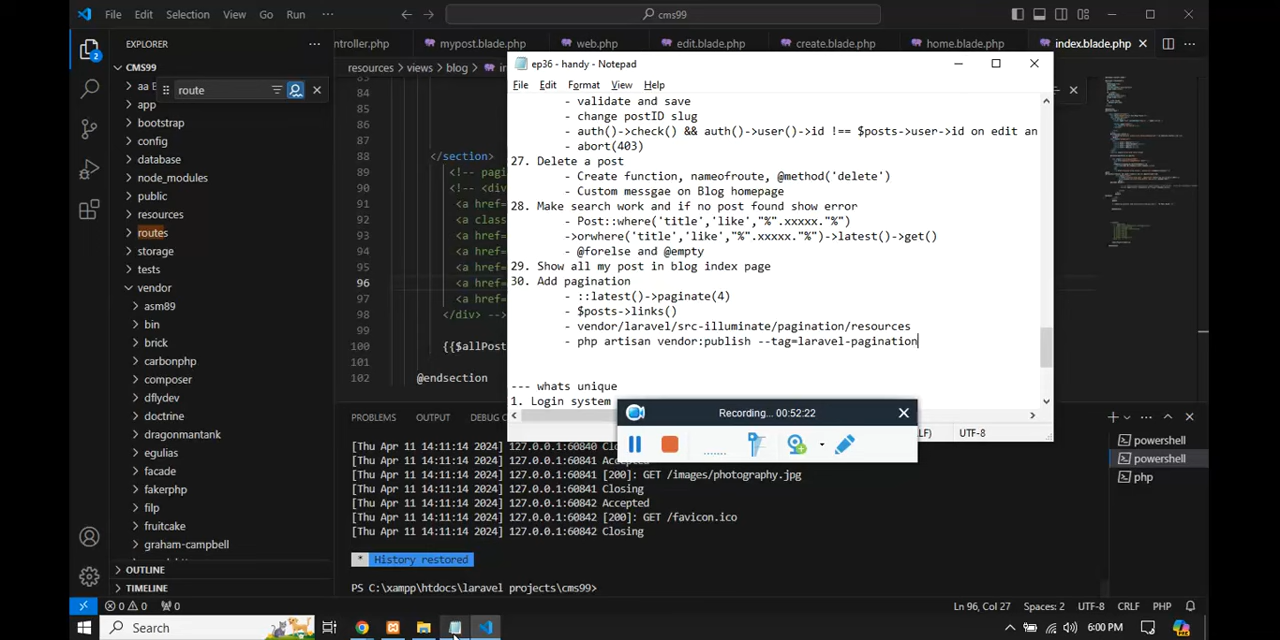 File Edit Selection View Go Run ··· cms99
EXPLORER ··· ntroller.php mypost.blade.php web.php edit.blade.php create.blade.php home.blade.php index.blade.php
resources > views > blog >
CMS99
route
app
bootstrap
config
database
node_modules
public
resources
routes
storage
tests
vendor
asm89
bin
brick
carbonphp
composer
dflydev
doctrine
dragonmantank
egulias
facade
fakerphp
filp
fruitcake
graham-campbell
OUTLINE
TIMELINE
84
85
86
87
88 </section>
89 <!-- pagi
90 <!-- <div
91 <a href=
92 <a class
93 <a href=
94 <a href=
95 <a href=
96 <a href=
97 <a href=
98 </div> -->
99
100 {{$allPost
101
102 @endsection
ep36 - handy - Notepad
File Edit Format View Help
- validate and save
- change postID slug
- auth()->check() && auth()->user()->id !== $posts->user->id on edit an
- abort(403)
27. Delete a post
- Create function, nameofroute, @method('delete')
- Custom messgae on Blog homepage
28. Make search work and if no post found show error
- Post::where('title','like',"%".xxxxx."%")
->orwhere('title','like',"%".xxxxx."%")->latest()->get()
- @forelse and @empty
29. Show all my post in blog index page
30. Add pagination
- ::latest()->paginate(4)
- $posts->links()
- vendor/laravel/src-illuminate/pagination/resources
- php artisan vendor:publish --tag=laravel-pagination
--- whats unique
1. Login system
LF) UTF-8
Recording... 00:52:22
PROBLEMS OUTPUT DEBUG
[Thu Apr 11 14:11:14 2024] 127.0.0.1:60840 Clo
[Thu Apr 11 14:11:14 2024] 127.0.0.1:60841 Accepted
[Thu Apr 11 14:11:14 2024] 127.0.0.1:60841 [200]: GET /images/photography.jpg
[Thu Apr 11 14:11:14 2024] 127.0.0.1:60841 Closing
[Thu Apr 11 14:11:14 2024] 127.0.0.1:60842 Accepted
[Thu Apr 11 14:11:14 2024] 127.0.0.1:60842 [200]: GET /favicon.ico
[Thu Apr 11 14:11:14 2024] 127.0.0.1:60842 Closing
* History restored
PS C:\xampp\htdocs\laravel projects\cms99>
powershell
powershell
php
0 0 0 Ln 96, Col 27 Spaces: 2 UTF-8 CRLF PHP
Search 6:00 PM